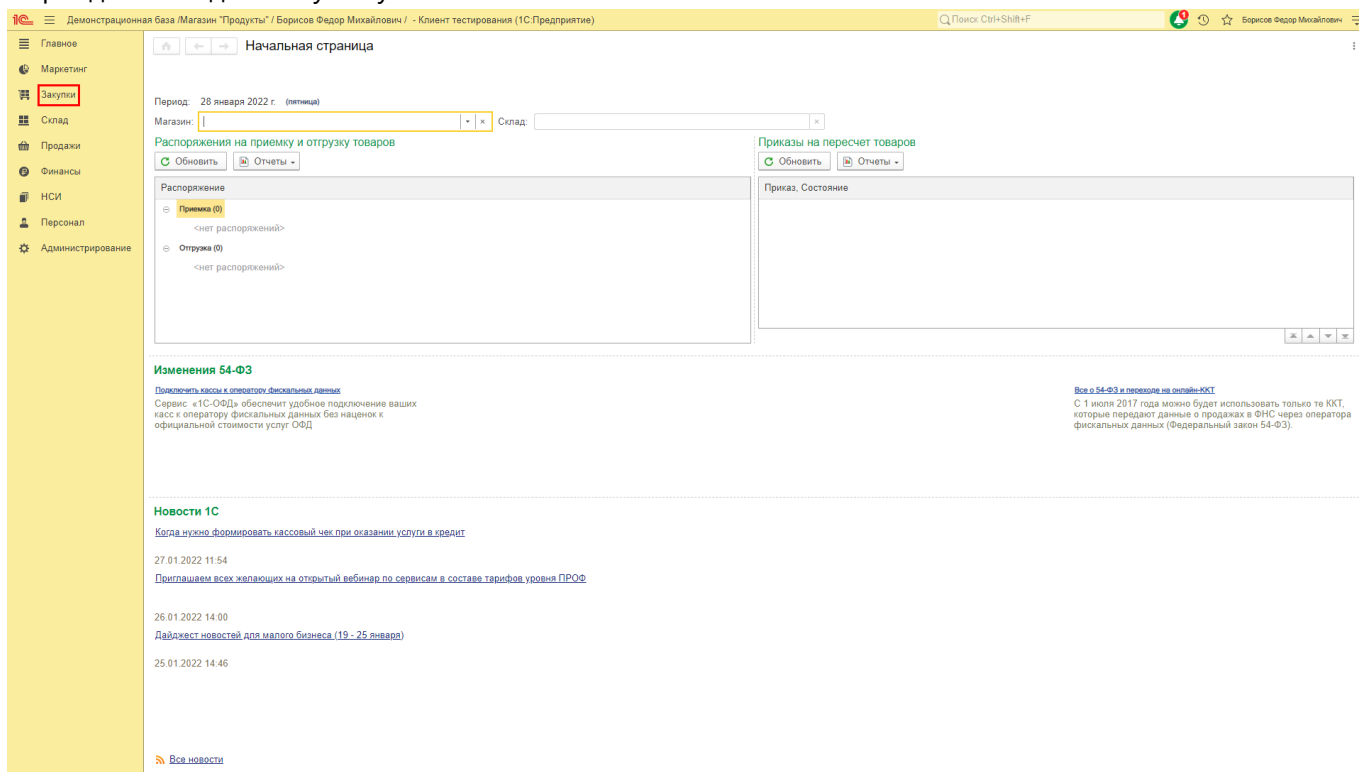 1С Демонстрационная база /Магазин "Продукты" / Борисов Федор Михайлович / - Клиент тестирования (1С:Предприятие) Поиск Ctrl+Shift+F 1 Борисов Федор Михайлович
Главное
Маркетинг
Закупки
Склад
Продажи
Финансы
НСИ
Персонал
Администрирование
Начальная страница
Период: 28 января 2022 г. (пятница)
Магазин: Склад:
Распоряжения на приемку и отгрузку товаров
Обновить Отчеты
Распоряжение
Приемка (0)
<нет распоряжений>
Отгрузка (0)
<нет распоряжений>
Приказы на пересчет товаров
Обновить Отчеты
Приказ, Состояние
Изменения 54-ФЗ
Подключить кассы к оператору фискальных данных
Сервис «1С-ОФД» обеспечит удобное подключение ваших
касс к оператору фискальных данных без наценок к
официальной стоимости услуг ОФД
Все о 54-ФЗ и переходе на онлайн-ККТ
С 1 июля 2017 года можно будет использовать только те ККТ,
которые передают данные о продажах в ФНС через оператора
фискальных данных (Федеральный закон 54-ФЗ).
Новости 1С
Когда нужно формировать кассовый чек при оказании услуги в кредит
27.01.2022 11:54
Приглашаем всех желающих на открытый вебинар по сервисам в составе тарифов уровня ПРОФ
26.01.2022 14:00
Дайджест новостей для малого бизнеса (19 - 25 января)
25.01.2022 14:46
Все новости